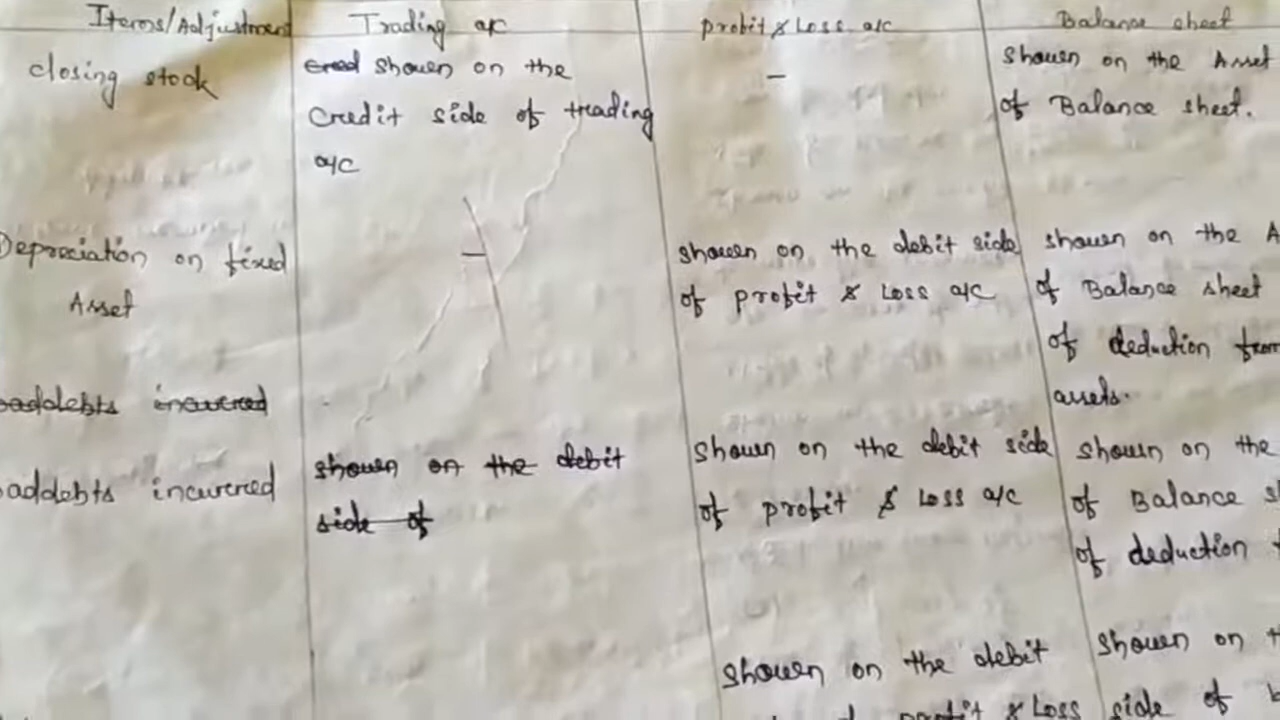 Items/Adjustment Trading a/c profit & Loss a/c Balance sheet
closing stock
Cred shown on the
credit side of trading
a/c
–
shown on the Asset
of Balance sheet.
Depreciation on fixed
Asset
–
shown on the debit side
of profit & Loss a/c
shown on the A
of Balance sheet
of deduction from
assets.
baddebts incurred
baddebts incurred
shown on the debit
side of
shown on the debit side
of profit & Loss a/c
shown on the
of Balance s
of deduction
shown on the debit
profit & Loss
shown on t
side of